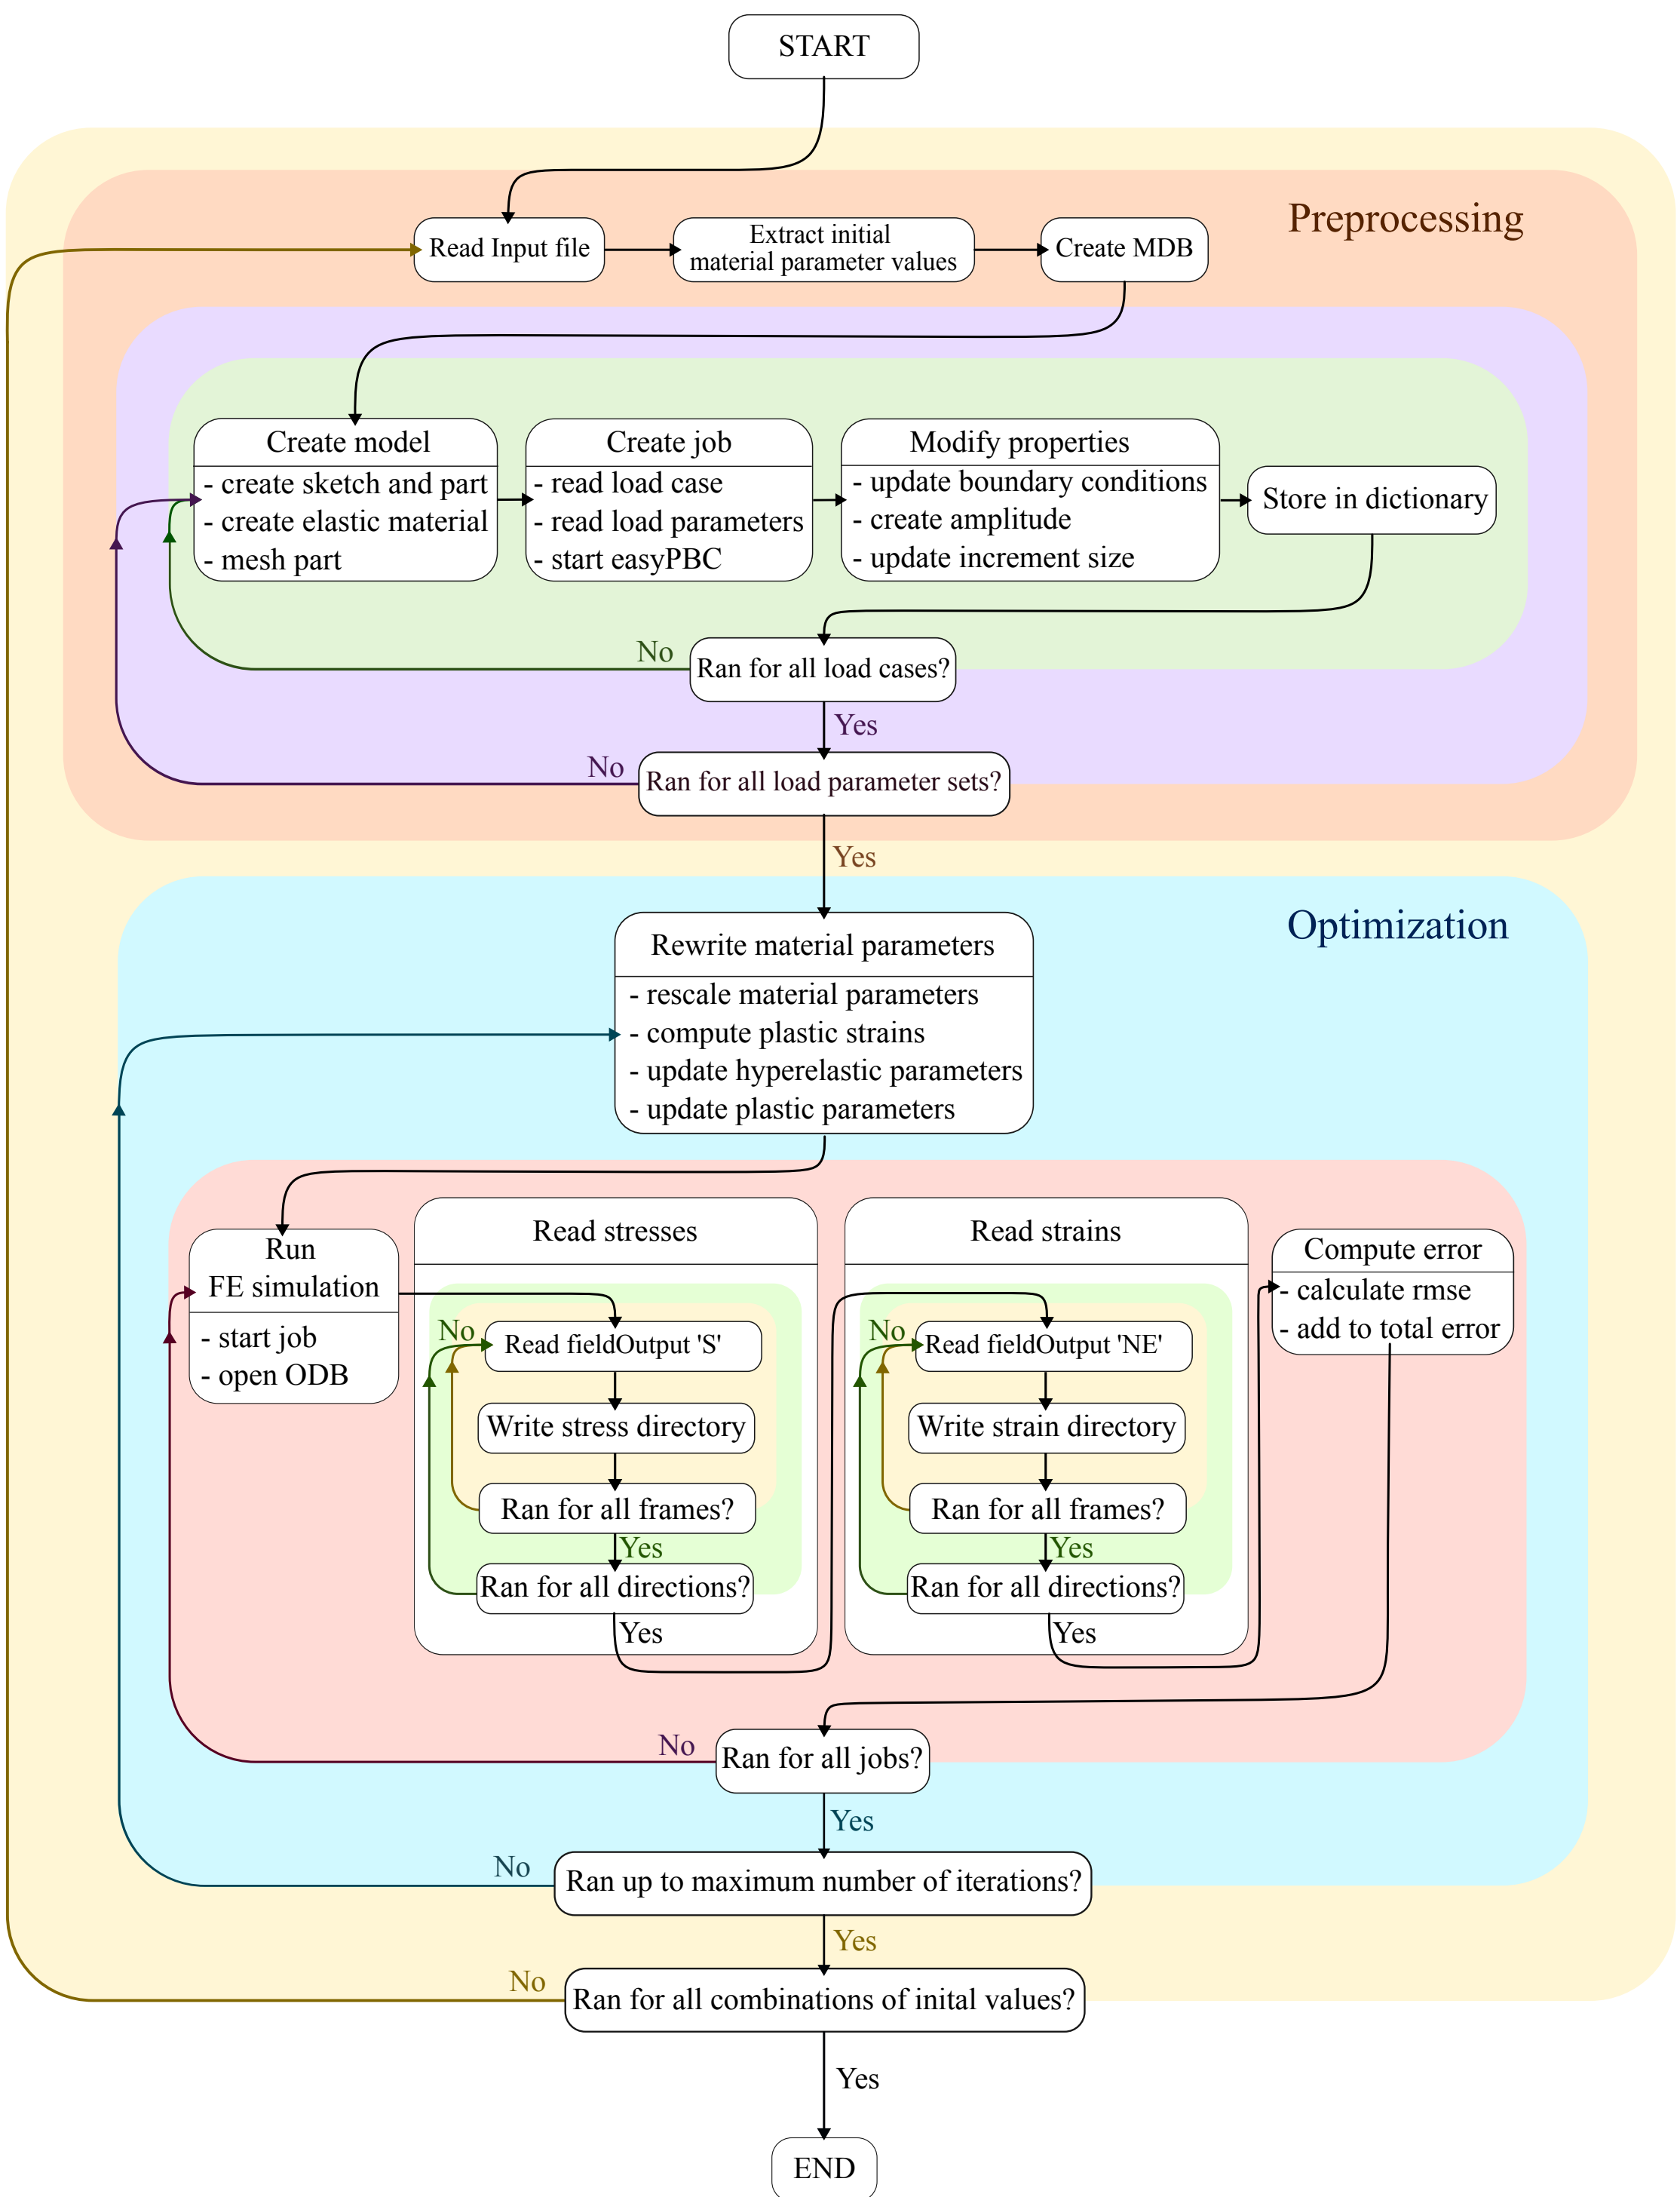 START
Preprocessing
Read Input file
Extract initial
material parameter values
Create MDB
Create model
- create sketch and part
- create elastic material
- mesh part
Create job
- read load case
- read load parameters
- start easyPBC
Modify properties
- update boundary conditions
- create amplitude
- update increment size
Store in dictionary
No
Ran for all load cases?
Yes
No
Ran for all load parameter sets?
Yes
Optimization
Rewrite material parameters
- rescale material parameters
- compute plastic strains
- update hyperelastic parameters
- update plastic parameters
Run
FE simulation
- start job
- open ODB
Read stresses
No
Read fieldOutput 'S'
Write stress directory
Ran for all frames?
Yes
Ran for all directions?
Yes
Read strains
No
Read fieldOutput 'NE'
Write strain directory
Ran for all frames?
Yes
Ran for all directions?
Yes
Compute error
- calculate rmse
- add to total error
No
Ran for all jobs?
Yes
No
Ran up to maximum number of iterations?
Yes
No
Ran for all combinations of inital values?
Yes
END